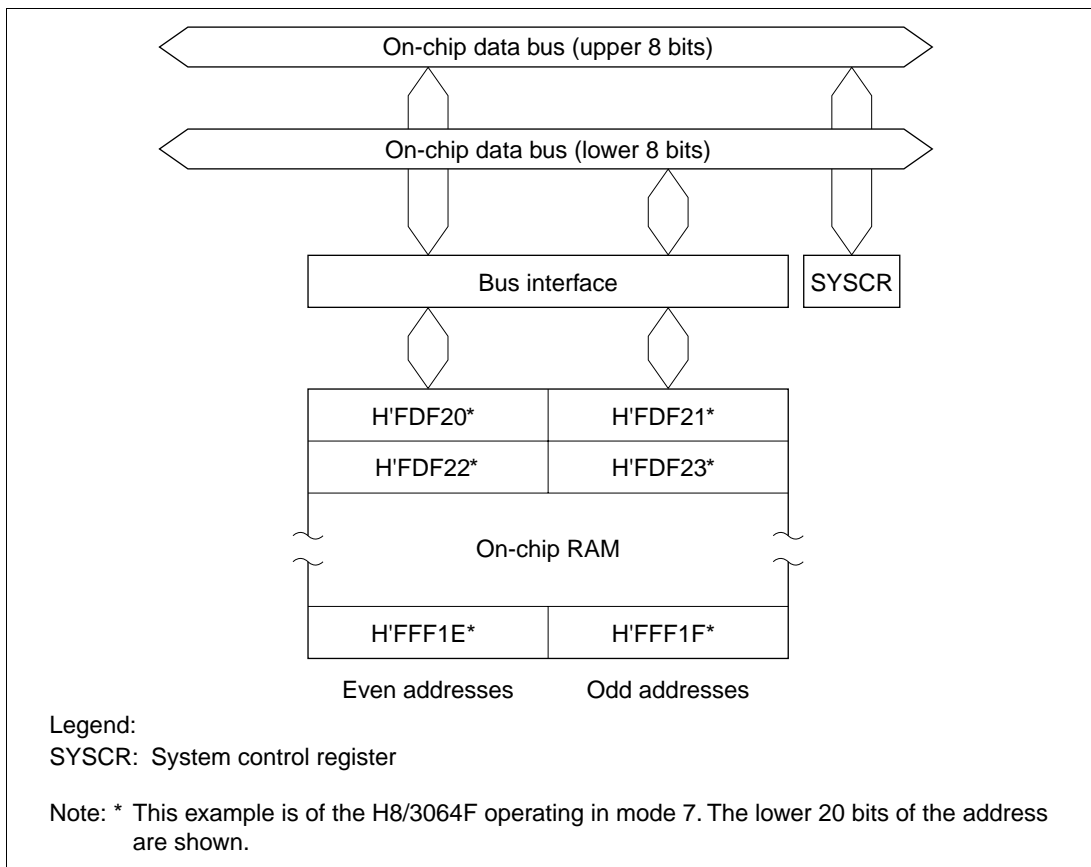 On-chip data bus (upper 8 bits)
On-chip data bus (lower 8 bits)
Bus interface
SYSCR
H'FDF20*
H'FDF21*
H'FDF22*
H'FDF23*
On-chip RAM
H'FFF1E*
H'FFF1F*
Even addresses
Odd addresses
Legend:
SYSCR: System control register
Note: * This example is of the H8/3064F operating in mode 7. The lower 20 bits of the address
are shown.